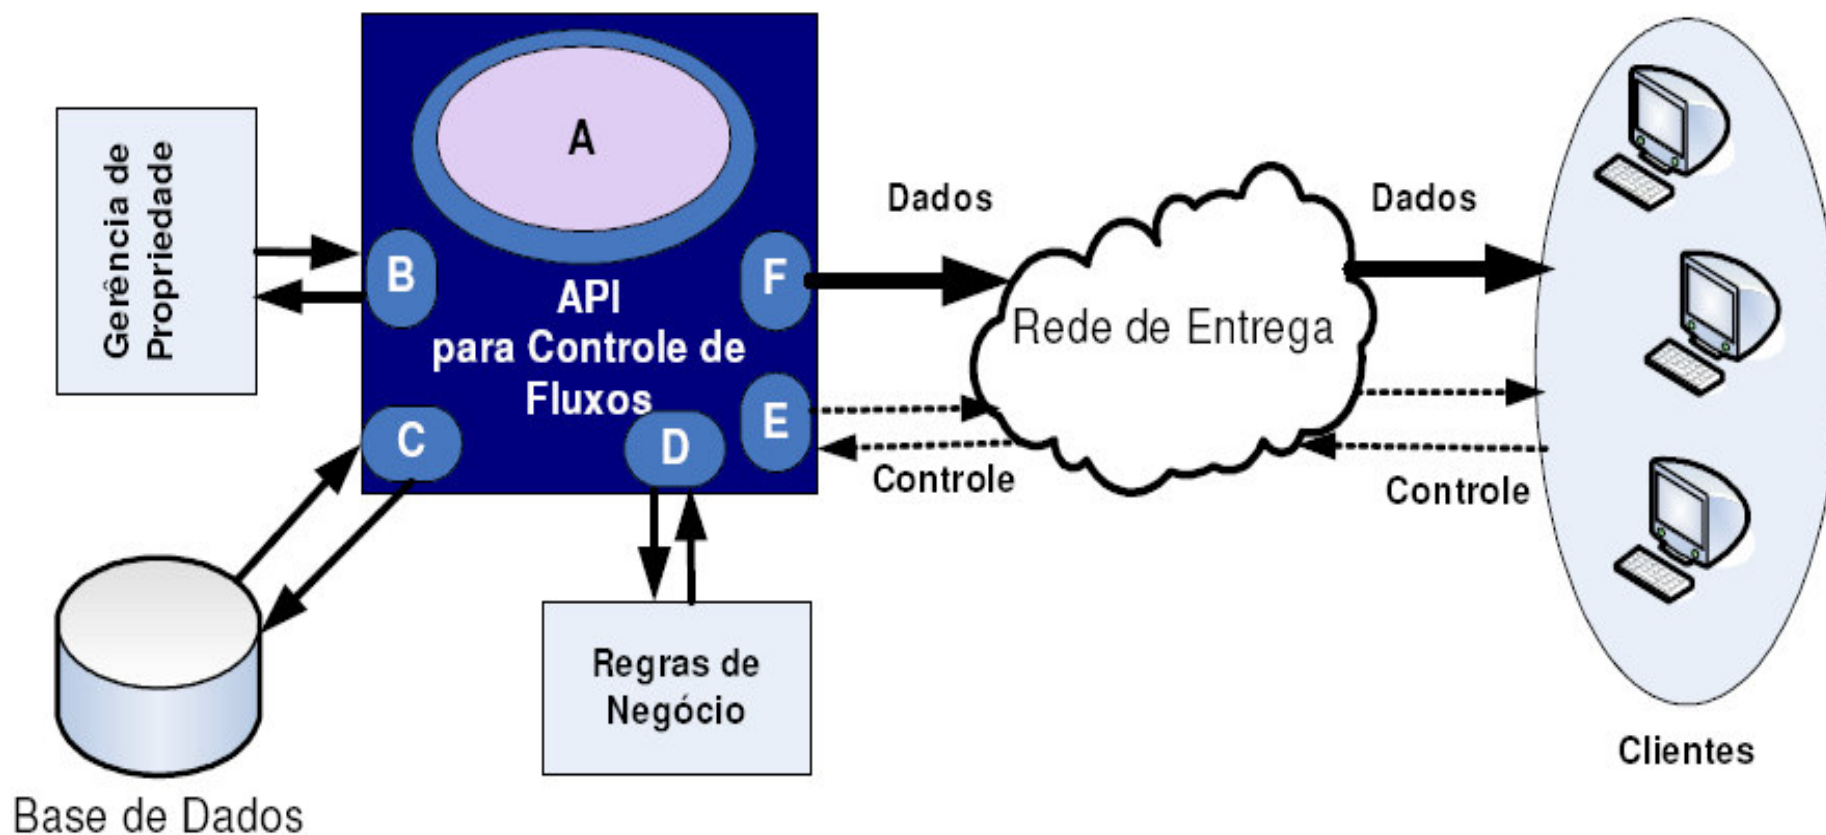 A
Gerência de
Propriedade
B
F
API
para Controle de
Fluxos
C
D
E
Dados
Rede de Entrega
Dados
Controle
Controle
Regras de
Negócio
Base de Dados
Clientes